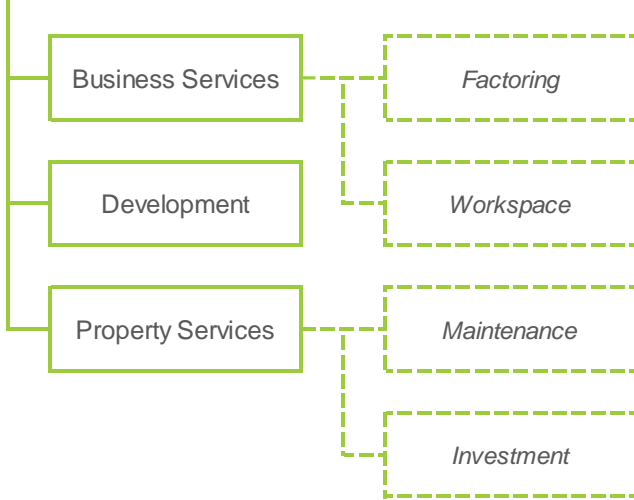 Business Services
Factoring
Development
Workspace
Property Services
Maintenance
Investment